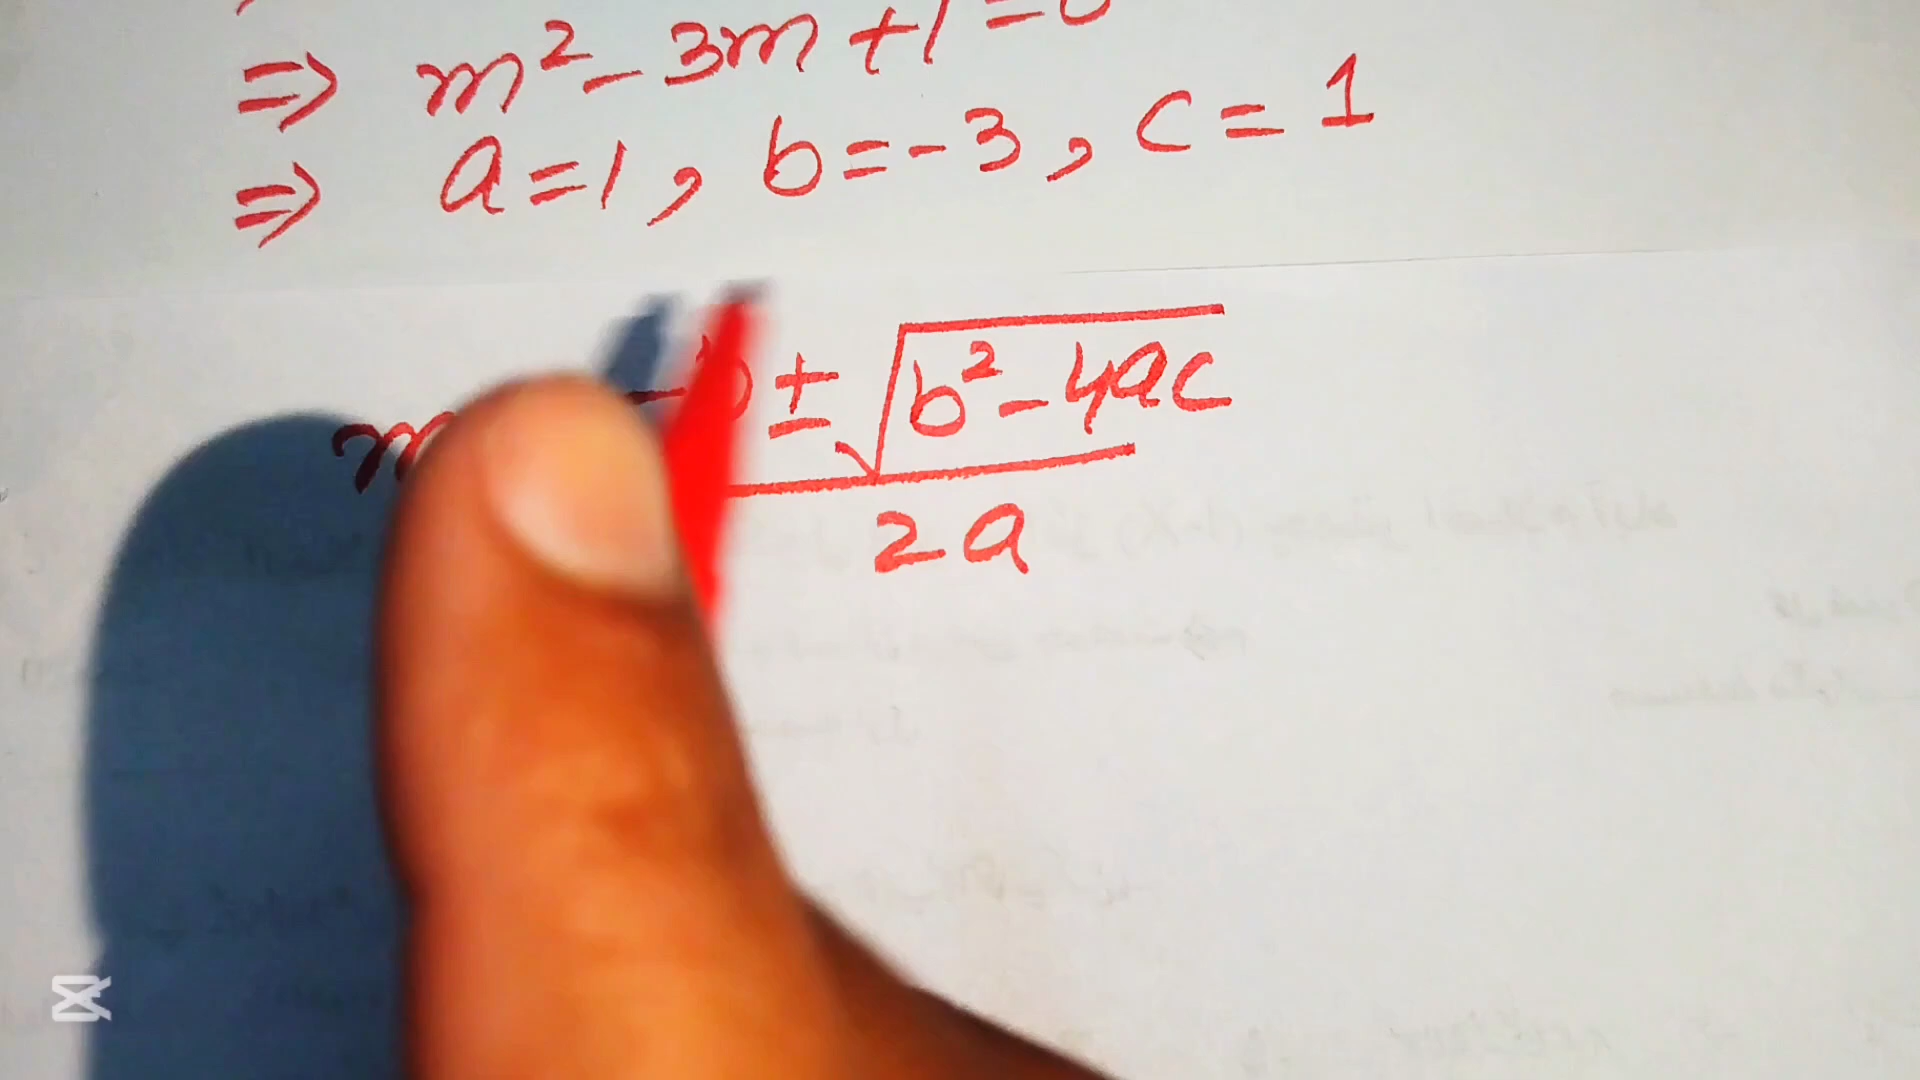 ⇒ m² - 3m + 1 = 0
⇒ a = 1, b = -3, c = 1
m -b ± √(b² - 4ac)
2a